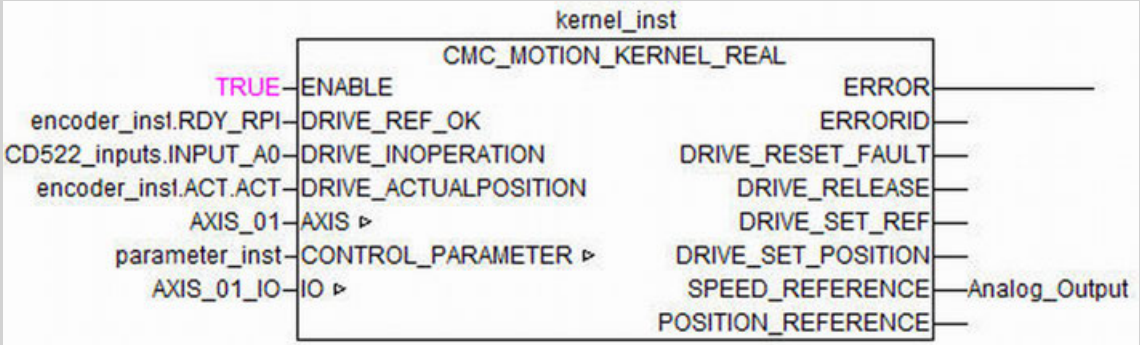 kernel_inst
CMC_MOTION_KERNEL_REAL
TRUE ENABLE ERROR
encoder_inst.RDY_RPI DRIVE_REF_OK ERRORID
CD522_inputs.INPUT_A0 DRIVE_INOPERATION DRIVE_RESET_FAULT
encoder_inst.ACT.ACT DRIVE_ACTUALPOSITION DRIVE_RELEASE
AXIS_01 AXIS DRIVE_SET_REF
parameter_inst CONTROL_PARAMETER DRIVE_SET_POSITION
AXIS_01_IO IO SPEED_REFERENCE Analog_Output
POSITION_REFERENCE